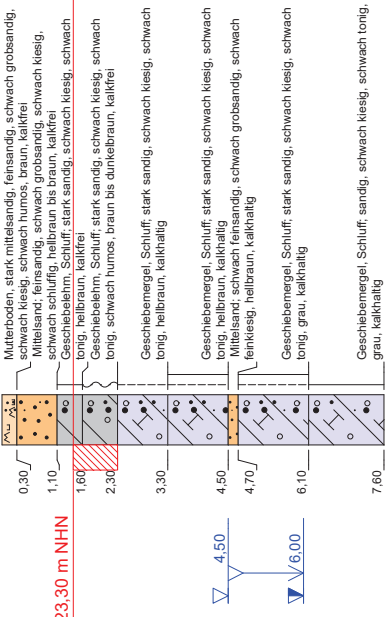 Mutterboden, stark mittelsandig, feinsandig, schwach grobsandig,
schwach kiesig, schwach humos, braun, kalkfrei
0,30
Mittelsand; feinsandig, schwach grobsandig, schwach kiesig,
schwach schluffig, hellbraun bis braun, kalkfrei
1,10
Geschiebelehm, Schluff; stark sandig, schwach kiesig, schwach
tonig, hellbraun, kalkfrei
23,30 m NHN
1,60
Geschiebelehm, Schluff; stark sandig, schwach kiesig, schwach
tonig, schwach humos, braun bis dunkelbraun, kalkfrei
2,30
Geschiebemergel, Schluff; stark sandig, schwach kiesig, schwach
tonig, hellbraun, kalkhaltig
3,30
Geschiebemergel, Schluff; stark sandig, schwach kiesig, schwach
tonig, hellbraun, kalkhaltig
4,50
4,50
Mittelsand; schwach feinsandig, schwach grobsandig, schwach
feinkiesig, hellbraun, kalkhaltig
4,70
Geschiebemergel, Schluff; stark sandig, schwach kiesig, schwach
tonig, grau, kalkhaltig
6,10
6,00
Geschiebemergel, Schluff; sandig, schwach kiesig, schwach tonig,
grau, kalkhaltig
7,60